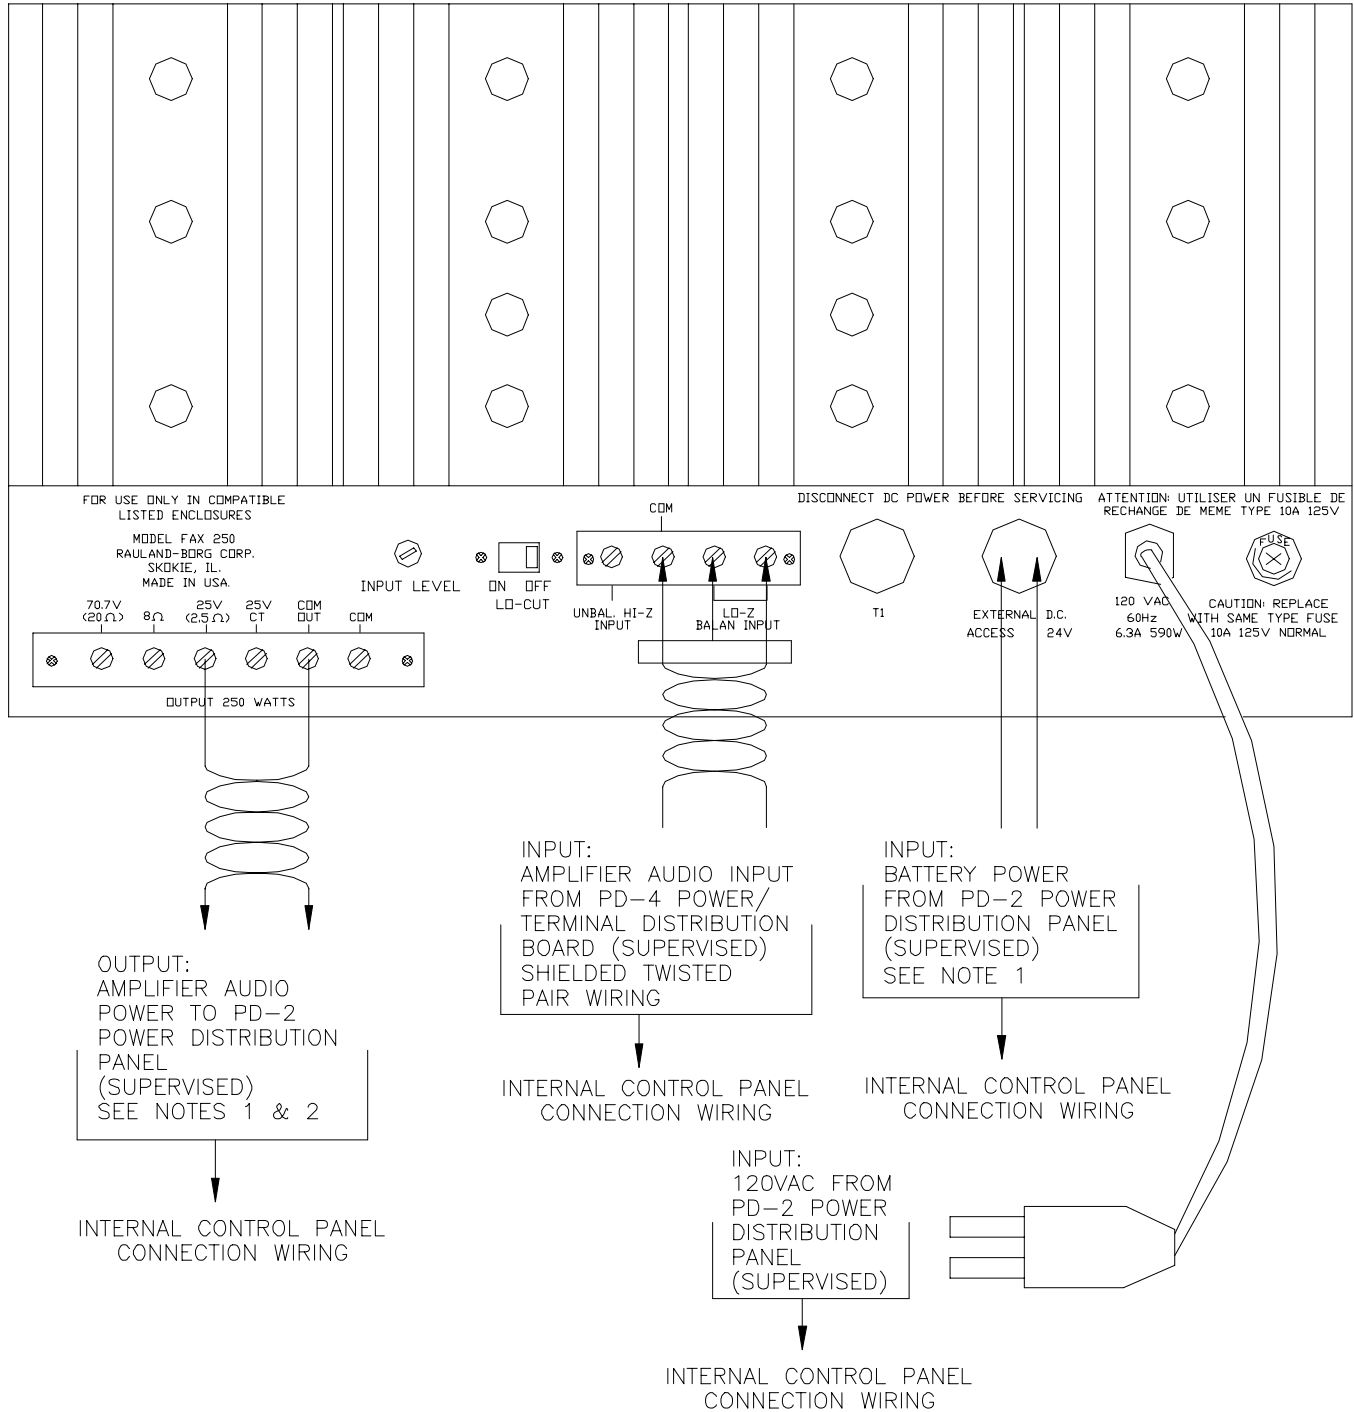 FOR USE ONLY IN COMPATIBLE
LISTED ENCLOSURES
MODEL FAX 250
RAULAND-BORG CORP.
SKOKIE, IL.
MADE IN USA.
70.7V
(20Ω)
8Ω
25V
(2.5Ω)
25V
CT
COM
OUT
COM
OUTPUT 250 WATTS
INPUT LEVEL
ON OFF
LO-CUT
COM
UNBAL. HI-Z
INPUT
LO-Z
BALAN INPUT
DISCONNECT DC POWER BEFORE SERVICING
T1
EXTERNAL D.C.
ACCESS 24V
ATTENTION: UTILISER UN FUSIBLE DE
RECHANGE DE MEME TYPE 10A 125V
FUSE
120 VAC
60Hz
6.3A 590W
CAUTION: REPLACE
WITH SAME TYPE FUSE
10A 125V NORMAL
OUTPUT:
AMPLIFIER AUDIO
POWER TO PD-2
POWER DISTRIBUTION
PANEL
(SUPERVISED)
SEE NOTES 1 & 2
INTERNAL CONTROL PANEL
CONNECTION WIRING
INPUT:
AMPLIFIER AUDIO INPUT
FROM PD-4 POWER/
TERMINAL DISTRIBUTION
BOARD (SUPERVISED)
SHIELDED TWISTED
PAIR WIRING
INTERNAL CONTROL PANEL
CONNECTION WIRING
INPUT:
BATTERY POWER
FROM PD-2 POWER
DISTRIBUTION PANEL
(SUPERVISED)
SEE NOTE 1
INTERNAL CONTROL PANEL
CONNECTION WIRING
INPUT:
120VAC FROM
PD-2 POWER
DISTRIBUTION
PANEL
(SUPERVISED)
INTERNAL CONTROL PANEL
CONNECTION WIRING